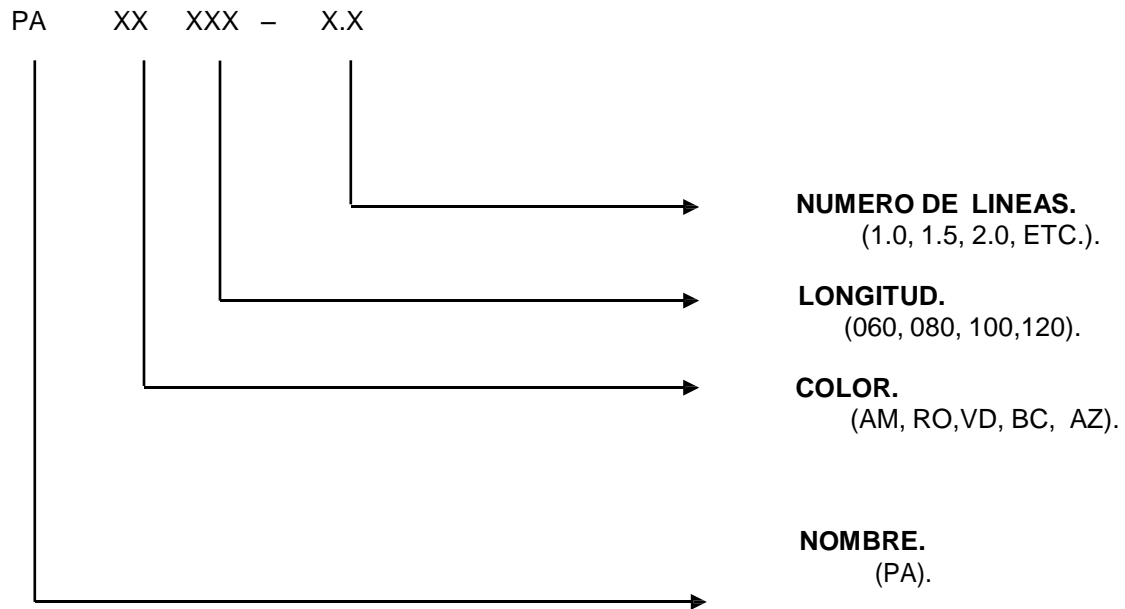 PA XX XXX – X.X
NUMERO DE LINEAS.
(1.0, 1.5, 2.0, ETC.).
LONGITUD.
(060, 080, 100,120).
COLOR.
(AM, RO,VD, BC, AZ).
NOMBRE.
(PA).